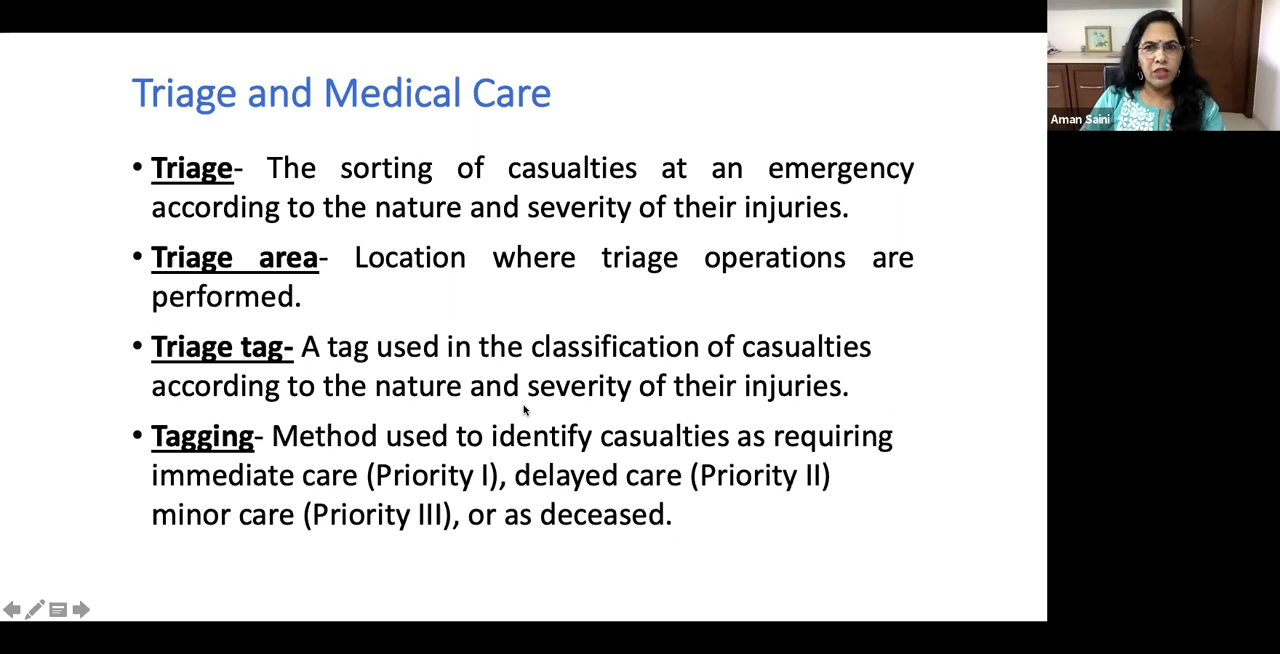 Triage and Medical Care
• Triage- The sorting of casualties at an emergency
according to the nature and severity of their injuries.
• Triage area- Location where triage operations are
performed.
• Triage tag- A tag used in the classification of casualties
according to the nature and severity of their injuries.
• Tagging- Method used to identify casualties as requiring
immediate care (Priority I), delayed care (Priority II)
minor care (Priority III), or as deceased.
Aman Saini